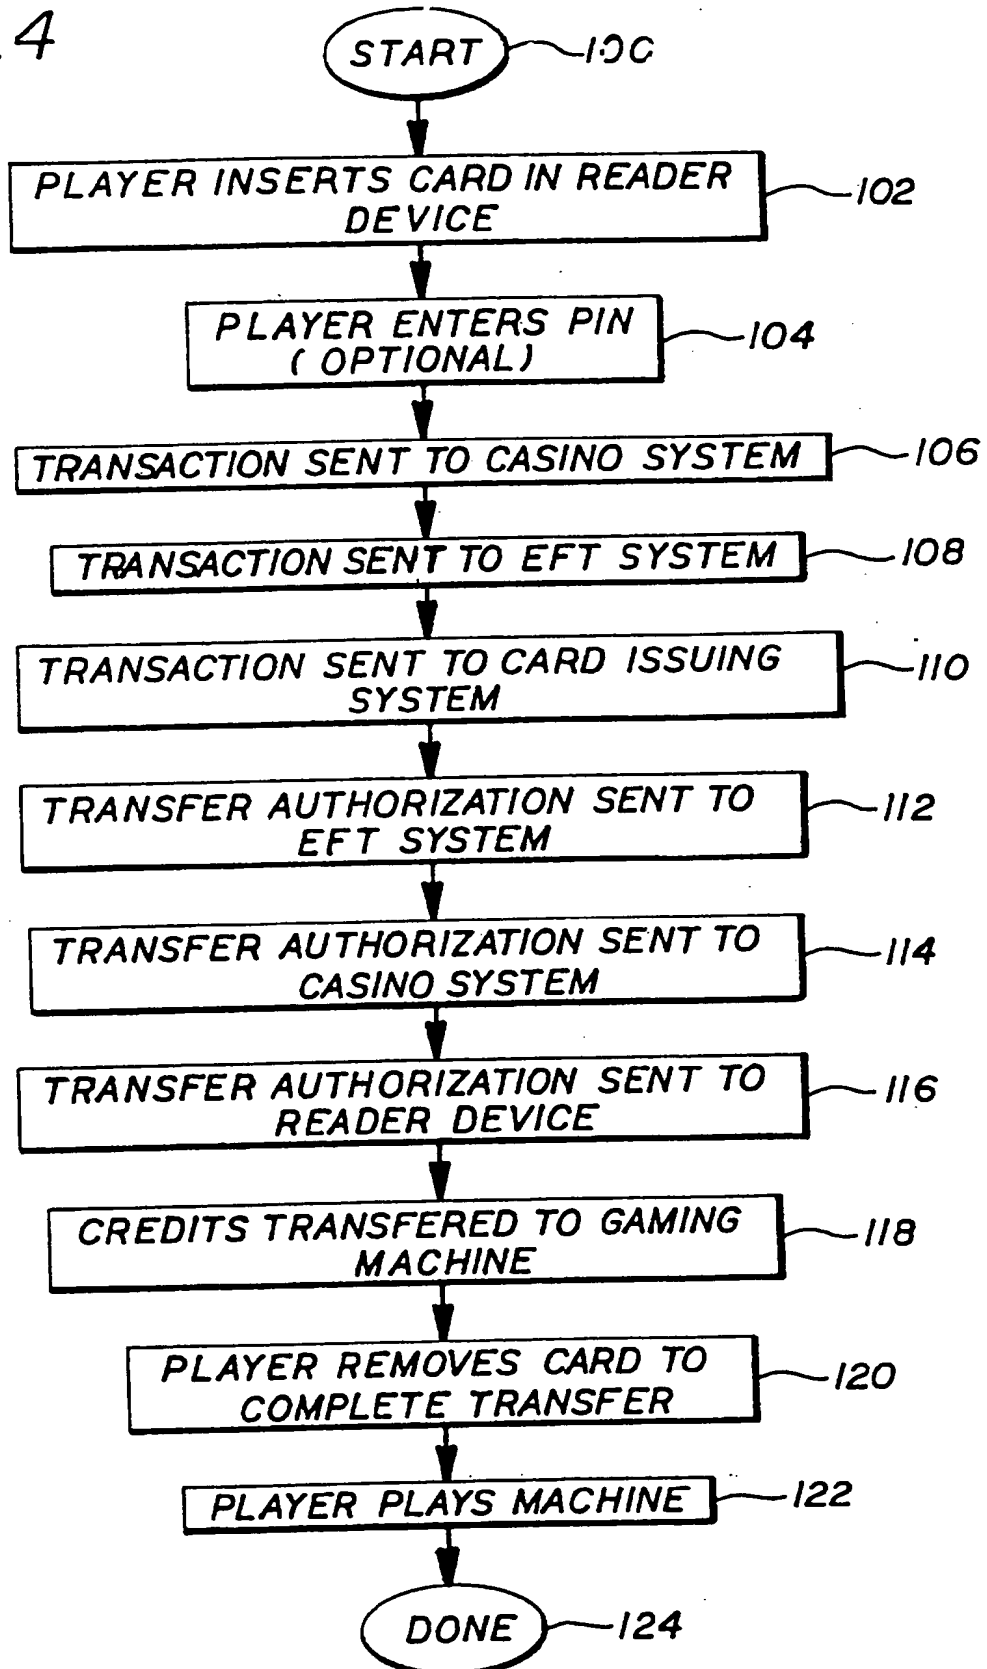 .4
START 100
PLAYER INSERTS CARD IN READER
DEVICE
102
PLAYER ENTERS PIN
(OPTIONAL)
104
TRANSACTION SENT TO CASINO SYSTEM 106
TRANSACTION SENT TO EFT SYSTEM 108
TRANSACTION SENT TO CARD ISSUING
SYSTEM
110
TRANSFER AUTHORIZATION SENT TO
EFT SYSTEM
112
TRANSFER AUTHORIZATION SENT TO
CASINO SYSTEM
114
TRANSFER AUTHORIZATION SENT TO
READER DEVICE
116
CREDITS TRANSFERED TO GAMING
MACHINE
118
PLAYER REMOVES CARD TO
COMPLETE TRANSFER
120
PLAYER PLAYS MACHINE 122
DONE 124